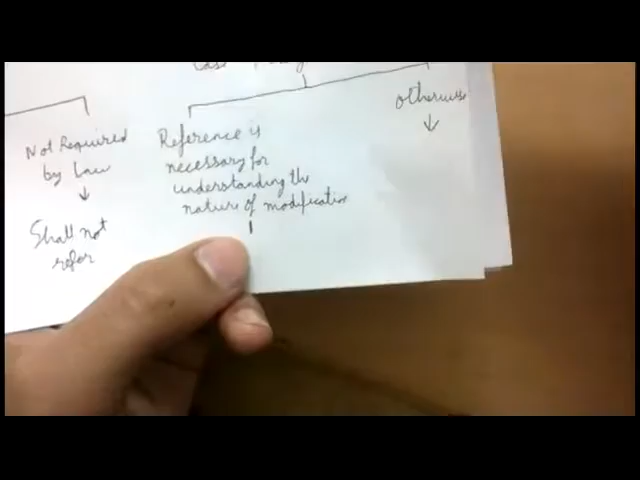 Not Required
by Law
↓
Shall not
refer
Reference is
necessary for
understanding the
nature of modification
otherwise
↓